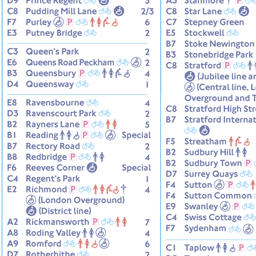 D9 Prince Regent 3
C8 Pudding Mill Lane 2/3
F7 Purley P 6
E3 Putney Bridge 2
C3 Queen's Park 2
E6 Queens Road Peckham 2
B3 Queensbury P 4
D4 Queensway 1
E8 Ravensbourne 4
D3 Ravenscourt Park 2
B2 Rayners Lane P 5
B1 Reading P Special
B7 Rectory Road 2
B8 Redbridge P 4
F6 Reeves Corner Special
C4 Regent's Park 1
E2 Richmond P 4
(London Overground)
(District line)
A2 Rickmansworth P 7
A8 Roding Valley 4
A9 Romford 6
D7 Rotherhithe 2
A3 Stanmore P
C8 Star Lane
C7 Stepney Green
E5 Stockwell
B7 Stoke Newington
B3 Stonebridge Park
C8 Stratford P
(Jubilee line an
(Central line, L
Overground and T
C8 Stratford High Str
B7 Stratford Internat
F5 Streatham
B2 Sudbury Hill
B2 Sudbury Town P
D7 Surrey Quays
F4 Sutton P
F4 Sutton Common
E9 Swanley P
C4 Swiss Cottage
F7 Sydenham
C1 Taplow P